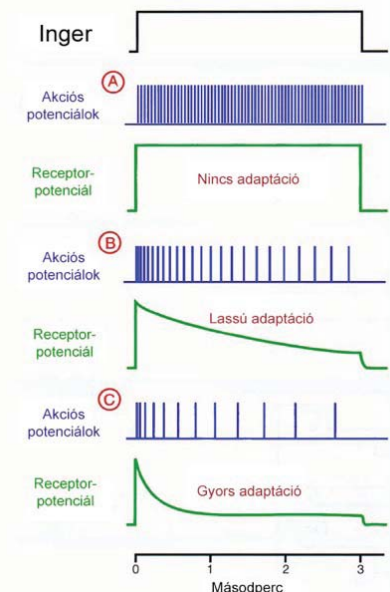 Inger
A
Akciós
potenciálok
Receptor-
potenciál
Nincs adaptáció
B
Akciós
potenciálok
Lassú adaptáció
Receptor-
potenciál
C
Akciós
potenciálok
Receptor-
potenciál
Gyors adaptáció
0 1 2 3
Másodperc